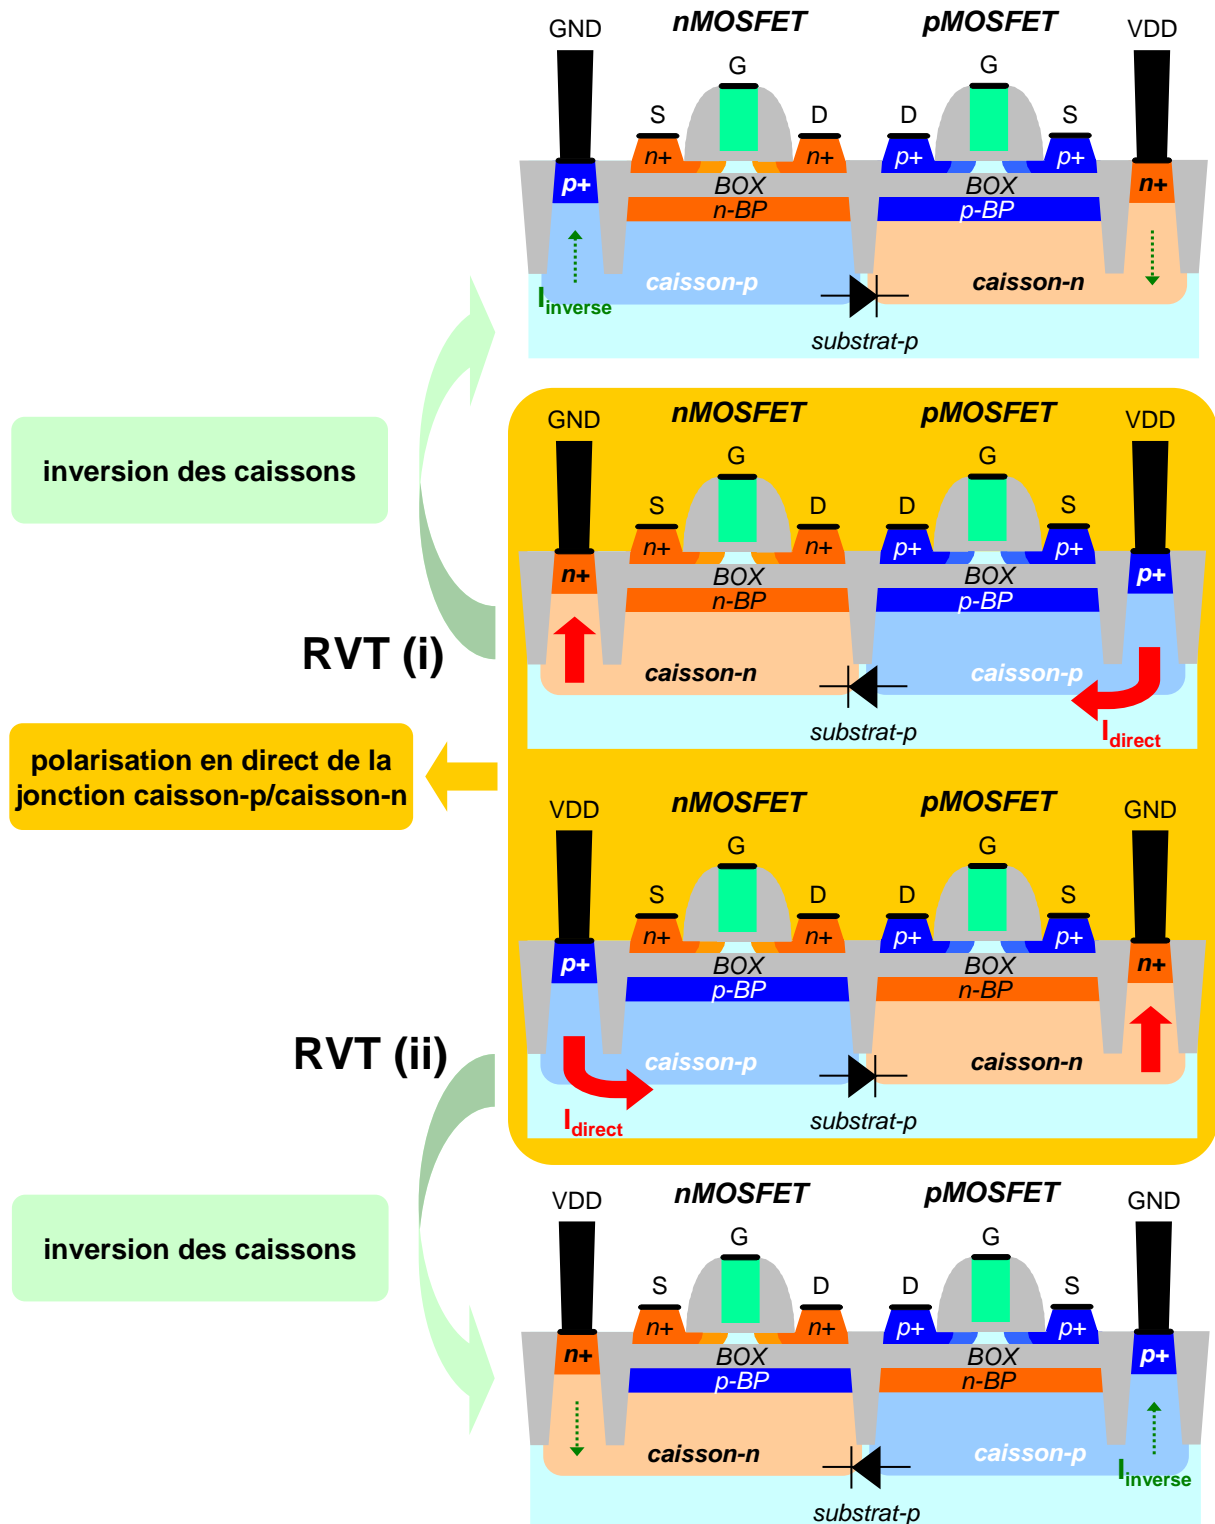 nMOSFET pMOSFET
GND VDD
G G
S D D S
n+ n+ p+ p+
p+ BOX BOX n+
n-BP p-BP
caisson-p caisson-n
Iinverse
substrat-p
nMOSFET pMOSFET
GND VDD
inversion des caissons
G G
S D D S
n+ n+ p+ p+
n+ BOX BOX p+
n-BP p-BP
RVT (i)
caisson-n caisson-p
substrat-p
Idirect
polarisation en direct de la
jonction caisson-p/caisson-n
nMOSFET pMOSFET
VDD GND
G G
S D D S
n+ n+ p+ p+
p+ BOX BOX n+
p-BP n-BP
RVT (ii)
caisson-p caisson-n
Idirect
substrat-p
nMOSFET pMOSFET
VDD GND
inversion des caissons
G G
S D D S
n+ n+ p+ p+
n+ BOX BOX p+
p-BP n-BP
caisson-n caisson-p
Iinverse
substrat-p